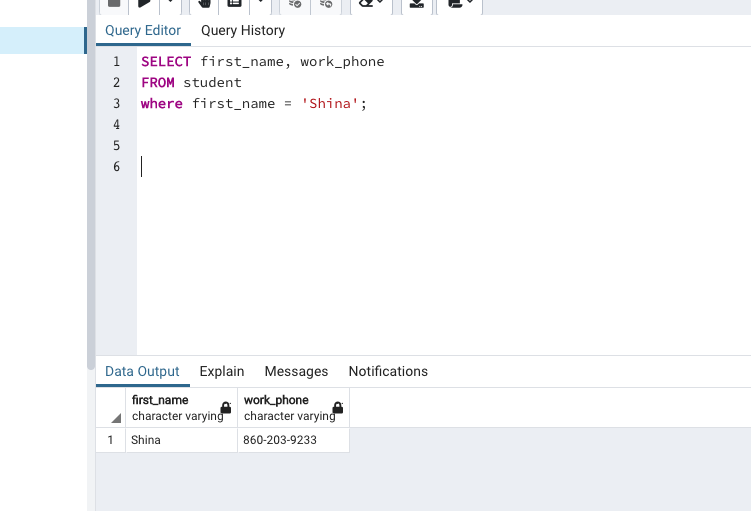 Query Editor Query History
1 SELECT first_name, work_phone
2 FROM student
3 where first_name = 'Shina';
4
5
6
Data Output Explain Messages Notifications
first_name work_phone
character varying character varying
1 Shina 860-203-9233